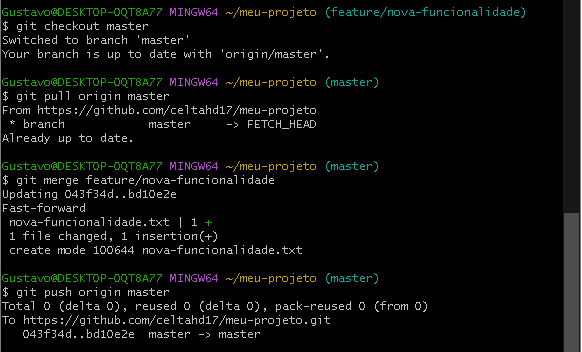 Gustavo@DESKTOP-OQT8A77 MINGW64 ~/meu-projeto (feature/nova-funcionalidade)
$ git checkout master
Switched to branch 'master'
Your branch is up to date with 'origin/master'.
Gustavo@DESKTOP-OQT8A77 MINGW64 ~/meu-projeto (master)
$ git pull origin master
From https://github.com/celtahd17/meu-projeto
 * branch            master     -> FETCH_HEAD
Already up to date.
Gustavo@DESKTOP-OQT8A77 MINGW64 ~/meu-projeto (master)
$ git merge feature/nova-funcionalidade
Updating 043f34d..bd10e2e
Fast-forward
 nova-funcionalidade.txt | 1 +
 1 file changed, 1 insertion(+)
 create mode 100644 nova-funcionalidade.txt
Gustavo@DESKTOP-OQT8A77 MINGW64 ~/meu-projeto (master)
$ git push origin master
Total 0 (delta 0), reused 0 (delta 0), pack-reused 0 (from 0)
To https://github.com/celtahd17/meu-projeto.git
   043f34d..bd10e2e  master -> master